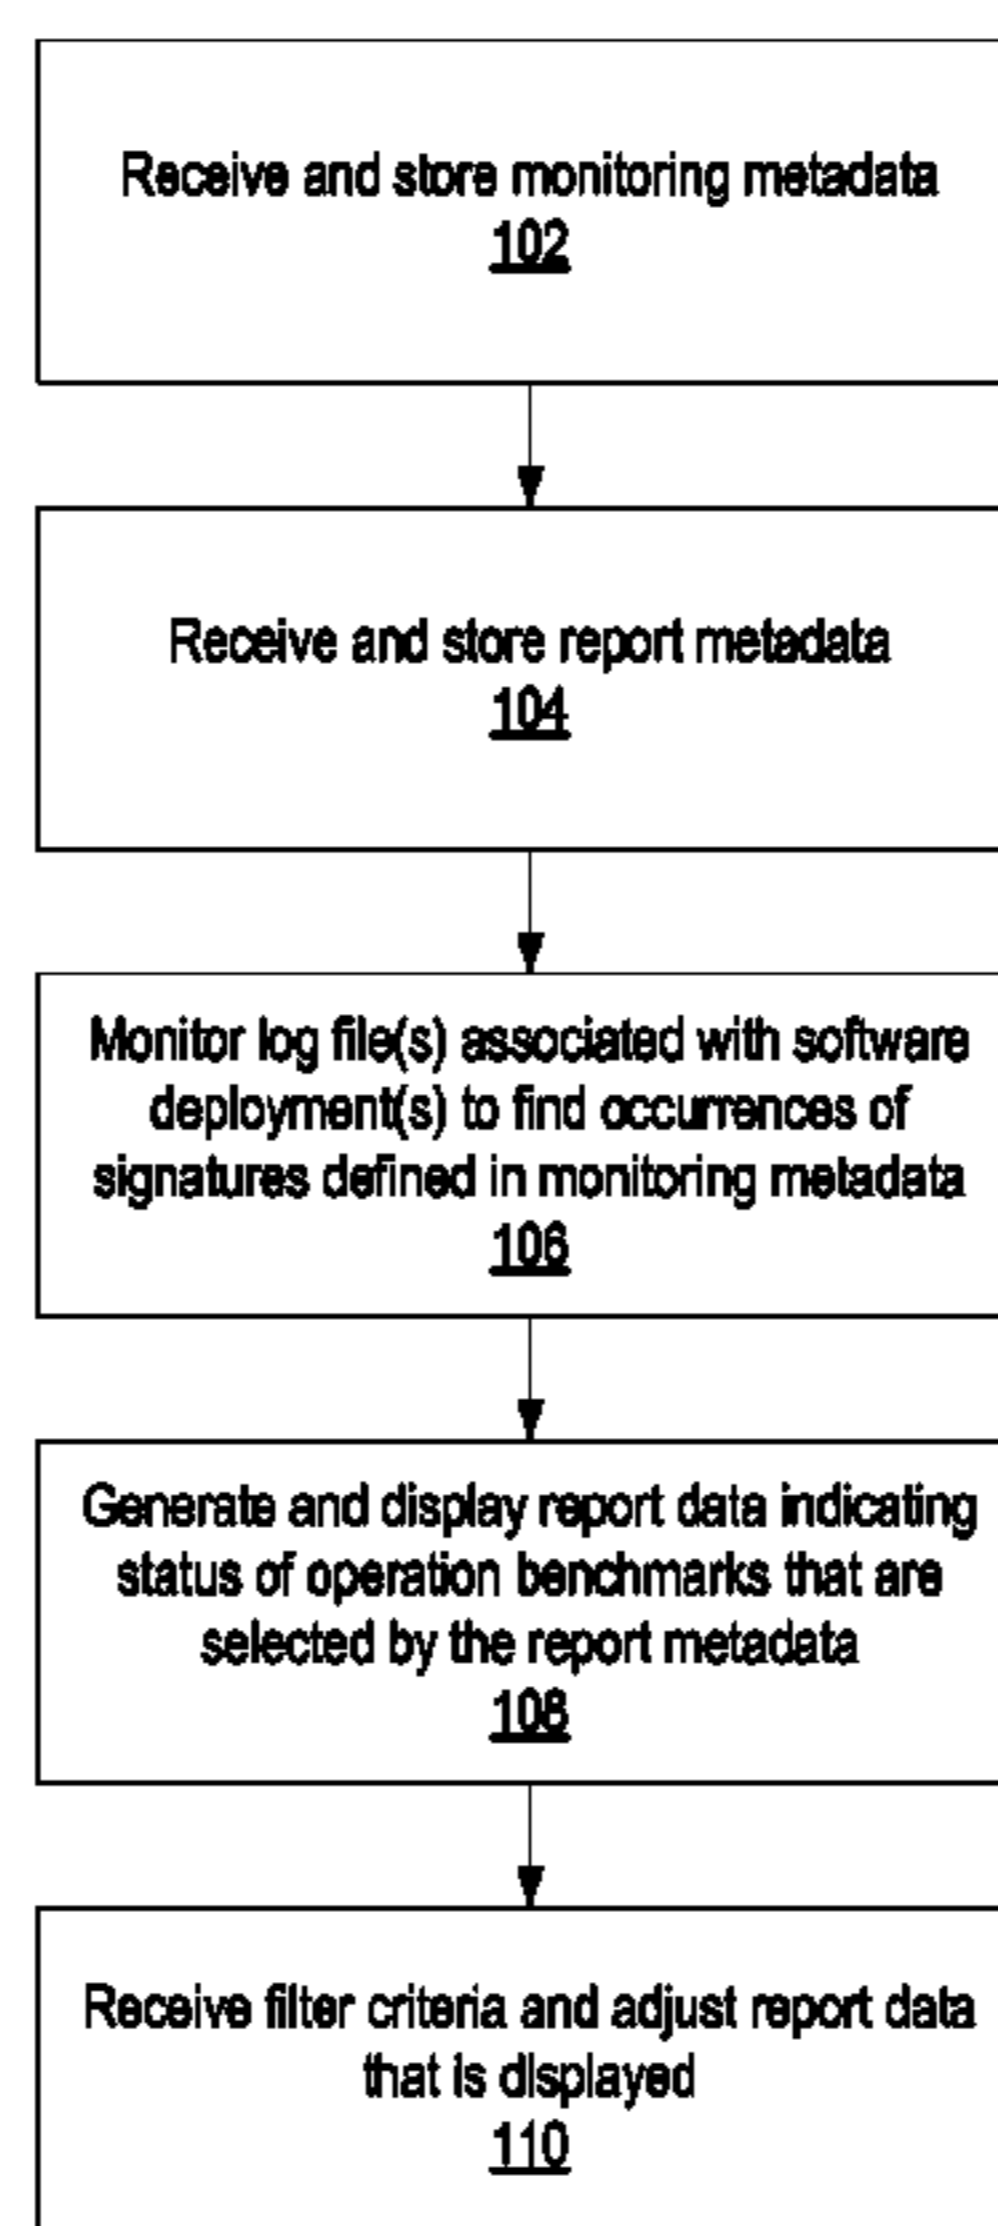 Receive and store monitoring metadata
102
Receive and store report metadata
104
Monitor log file(s) associated with software
deployment(s) to find occurrences of
signatures defined in monitoring metadata
106
Generate and display report data indicating
status of operation benchmarks that are
selected by the report metadata
108
Receive filter criteria and adjust report data
that is displayed
110